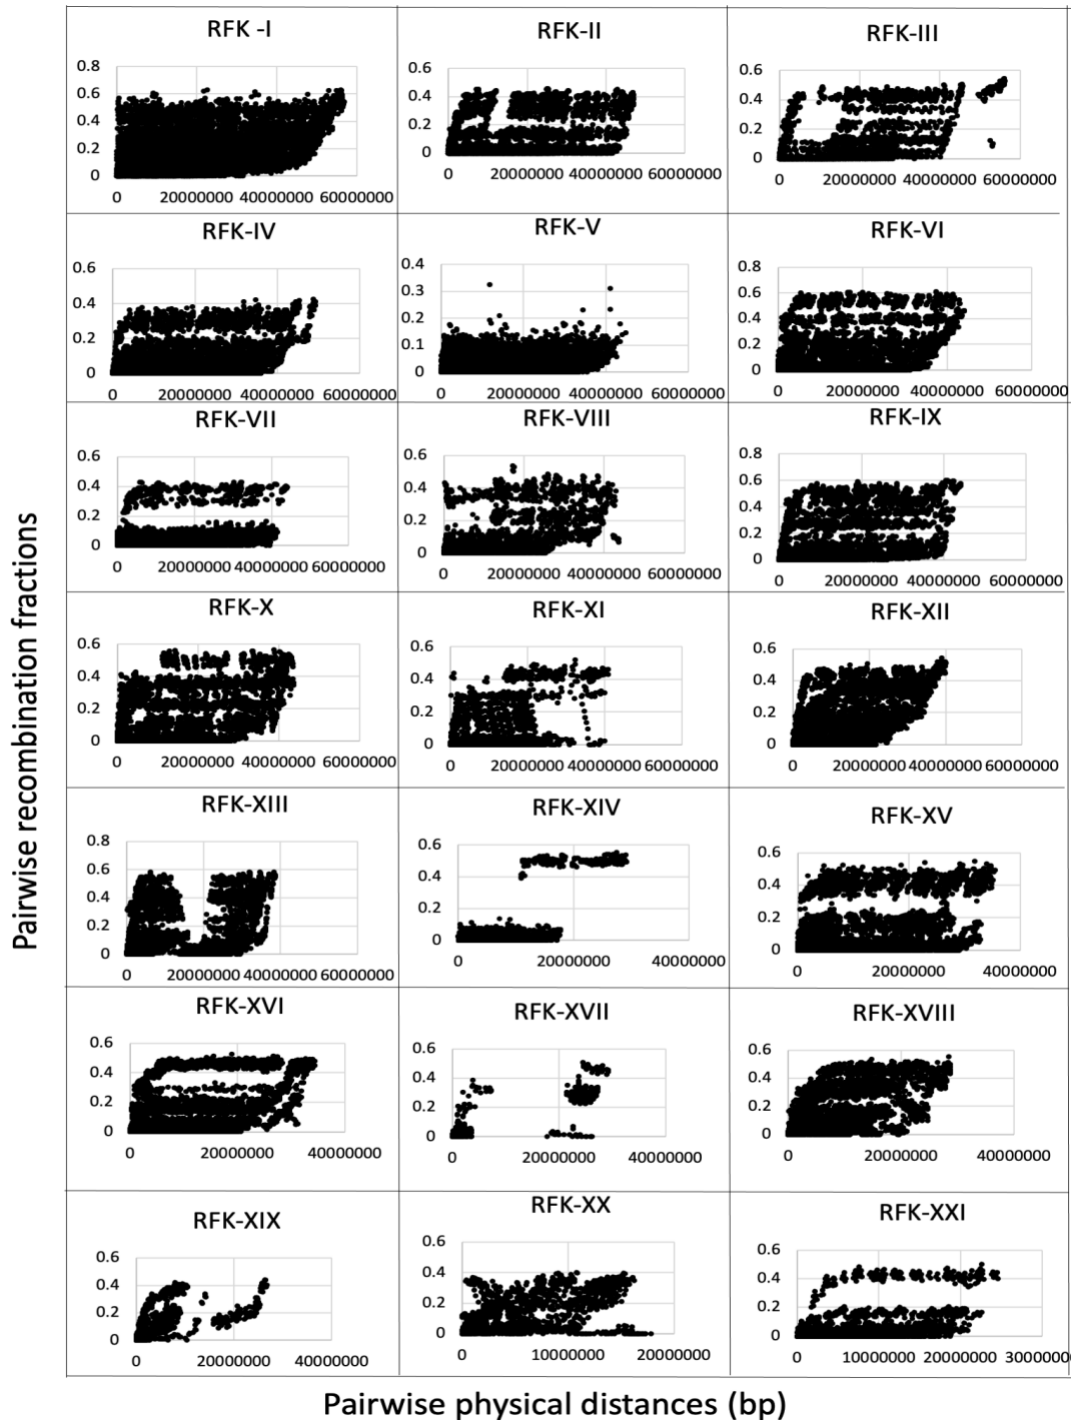 RFK -I
RFK-II
RFK-III
0.8
0.6
0.4
0.2
0
0 20000000 40000000 60000000
0.6
0.4
0.2
0
0 20000000 40000000 60000000
0.6
0.4
0.2
0
0 20000000 40000000 60000000
RFK-IV
RFK-V
RFK-VI
0.6
0.4
0.2
0
0 20000000 40000000 60000000
0.4
0.3
0.2
0.1
0
0 20000000 40000000 60000000
0.8
0.6
0.4
0.2
0
0 20000000 40000000 60000000
RFK-VII
RFK-VIII
RFK-IX
0.6
0.4
0.2
0
0 20000000 40000000 60000000
0.6
0.4
0.2
0
0 20000000 40000000 60000000
0.8
0.6
0.4
0.2
0
0 20000000 40000000 60000000
RFK-X
RFK-XI
RFK-XII
0.6
0.4
0.2
0
0 20000000 40000000 60000000
0.6
0.4
0.2
0
0 20000000 40000000 60000000
0.6
0.4
0.2
0
0 20000000 40000000 60000000
RFK-XIII
RFK-XIV
RFK-XV
0.8
0.6
0.4
0.2
0
0 20000000 40000000 60000000
0.6
0.4
0.2
0
0 20000000 40000000
0.6
0.4
0.2
0
0 20000000 40000000
RFK-XVI
RFK-XVII
RFK-XVIII
0.6
0.4
0.2
0
0 20000000 40000000
0.6
0.4
0.2
0
0 20000000 40000000
0.6
0.4
0.2
0
0 20000000 40000000
RFK-XIX
RFK-XX
RFK-XXI
0.6
0.4
0.2
0
0 20000000 40000000
0.6
0.4
0.2
0
0 10000000 20000000
0.6
0.4
0.2
0
0 10000000 20000000 3000000
Pairwise recombination fractions
Pairwise physical distances (bp)